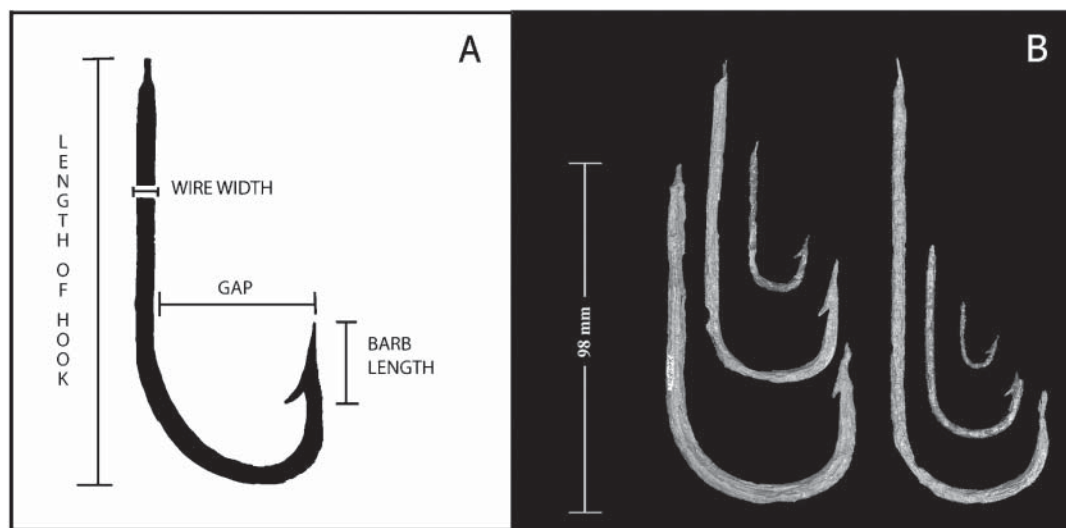 A
LENGTH OF HOOK
WIRE WIDTH
GAP
BARB
LENGTH
B
98 mm